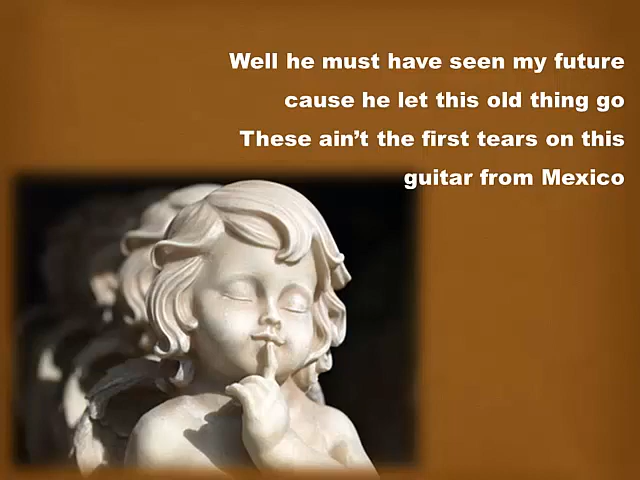 Well he must have seen my future
cause he let this old thing go
These ain’t the first tears on this
guitar from Mexico